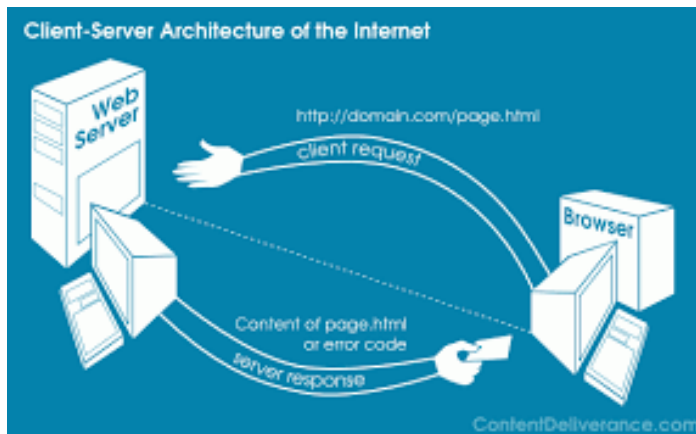 Client-Server Architecture of the Internet
Web
Server
http://domain.com/page.html
client request
Browser
Content of page.html
or error code
server response
ContentDeliverance.com